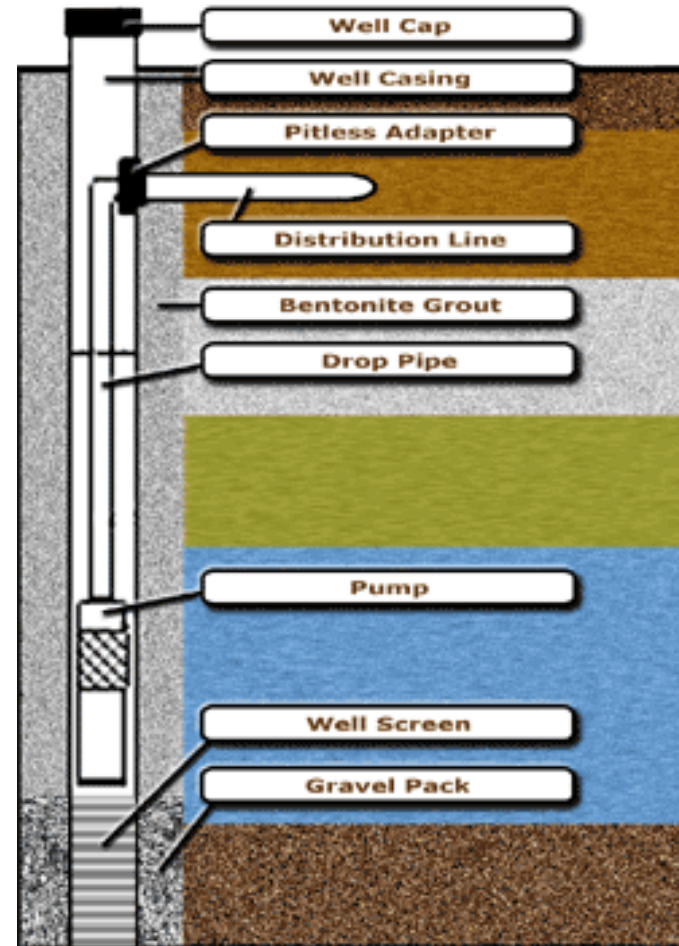 Well Cap
Well Casing
Pitless Adapter
Distribution Line
Bentonite Grout
Drop Pipe
Pump
Well Screen
Gravel Pack